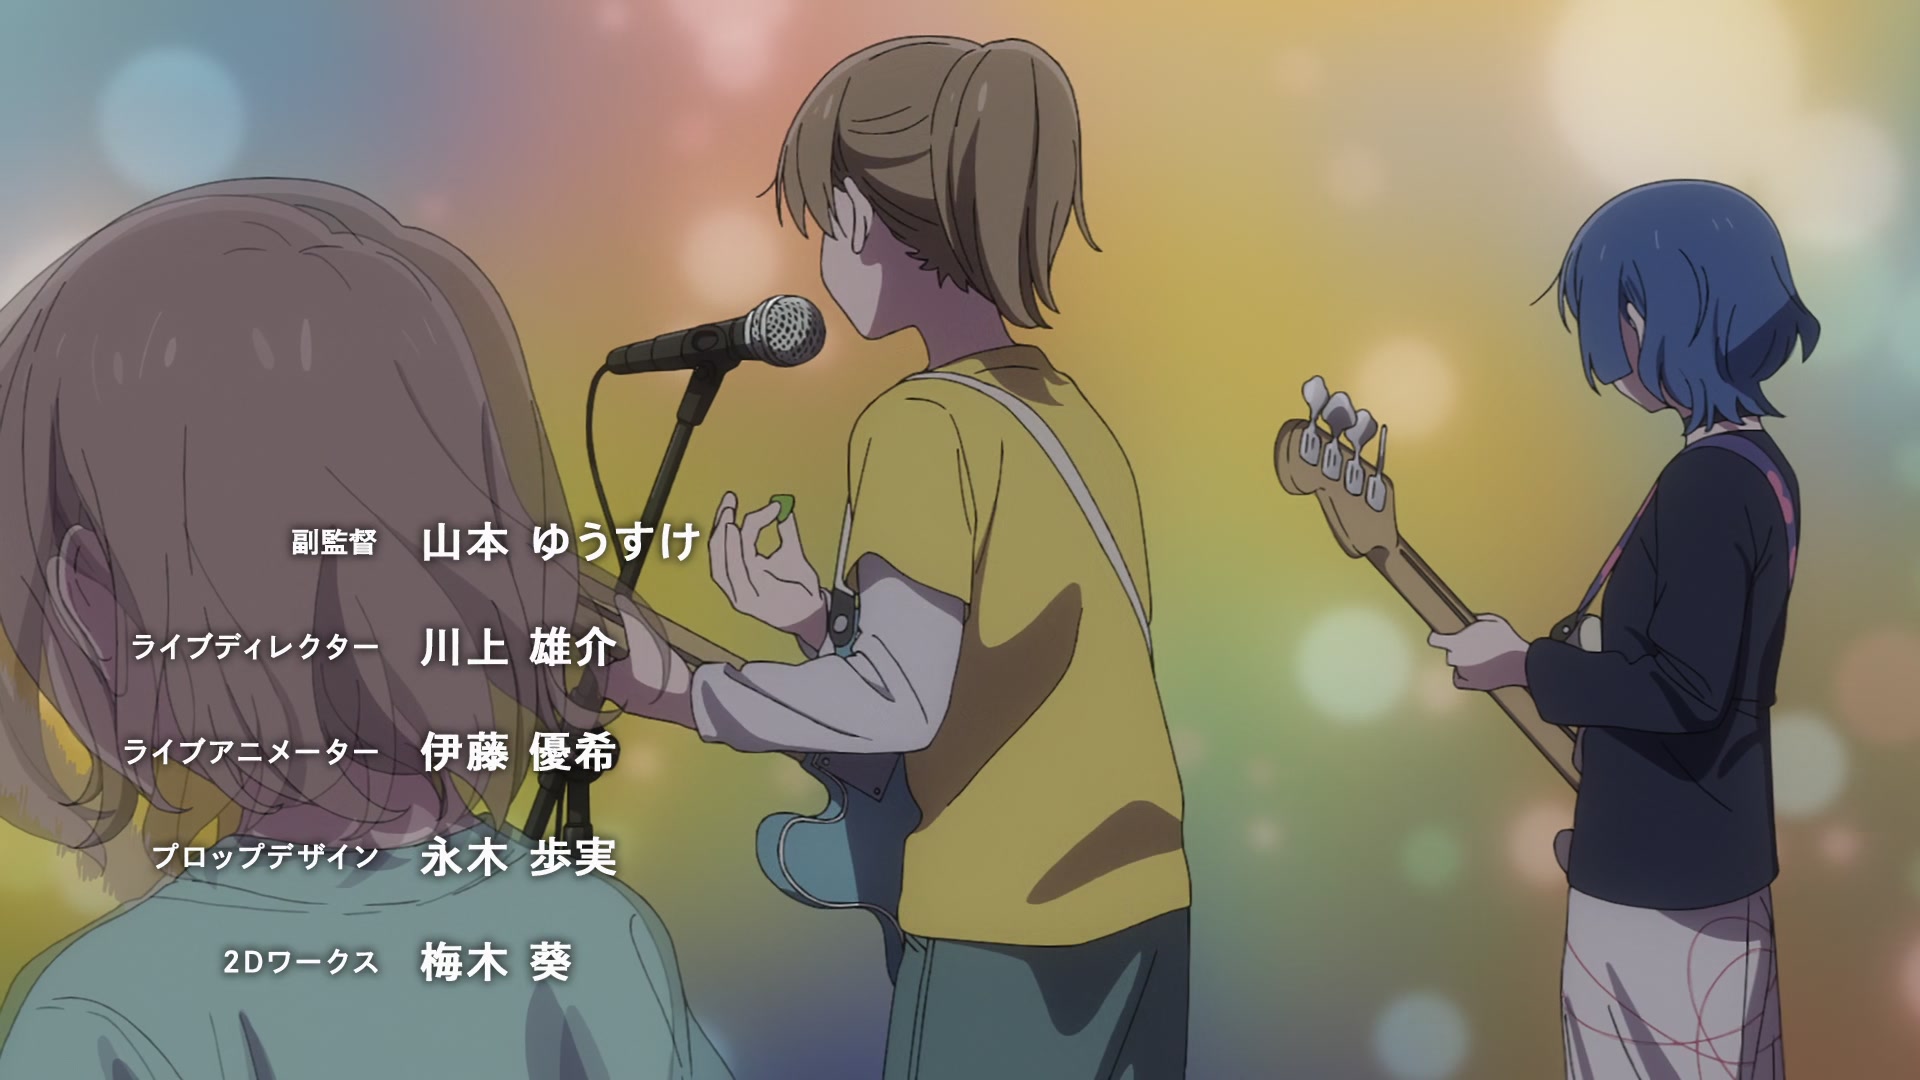 副監督 山本 ゆうすけ
ライブディレクター 川上 雄介
ライブアニメーター 伊藤 優希
プロップデザイン 永木 歩実
2Dワークス 梅木 葵